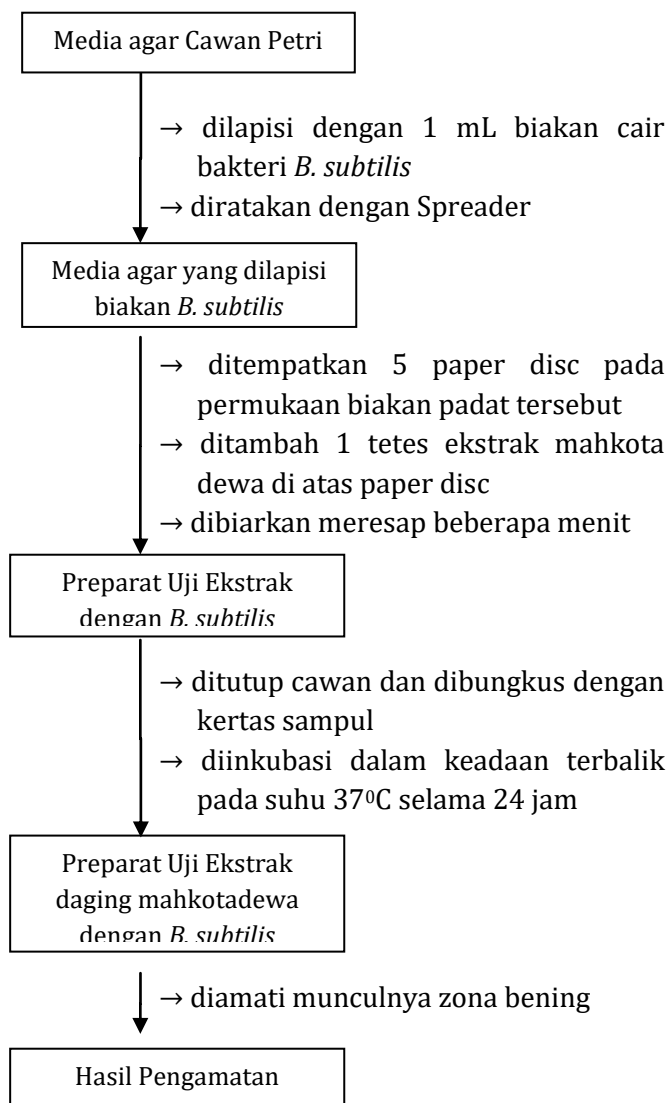 Media agar Cawan Petri
→ dilapisi dengan 1 mL biakan cair
bakteri B. subtilis
→ diratakan dengan Spreader
Media agar yang dilapisi
biakan B. subtilis
→ ditempatkan 5 paper disc pada
permukaan biakan padat tersebut
→ ditambah 1 tetes ekstrak mahkota
dewa di atas paper disc
→ dibiarkan meresap beberapa menit
Preparat Uji Ekstrak
dengan B. subtilis
→ ditutup cawan dan dibungkus dengan
kertas sampul
→ diinkubasi dalam keadaan terbalik
pada suhu 37⁰C selama 24 jam
Preparat Uji Ekstrak
daging mahkotadewa
dengan B. subtilis
→ diamati munculnya zona bening
Hasil Pengamatan